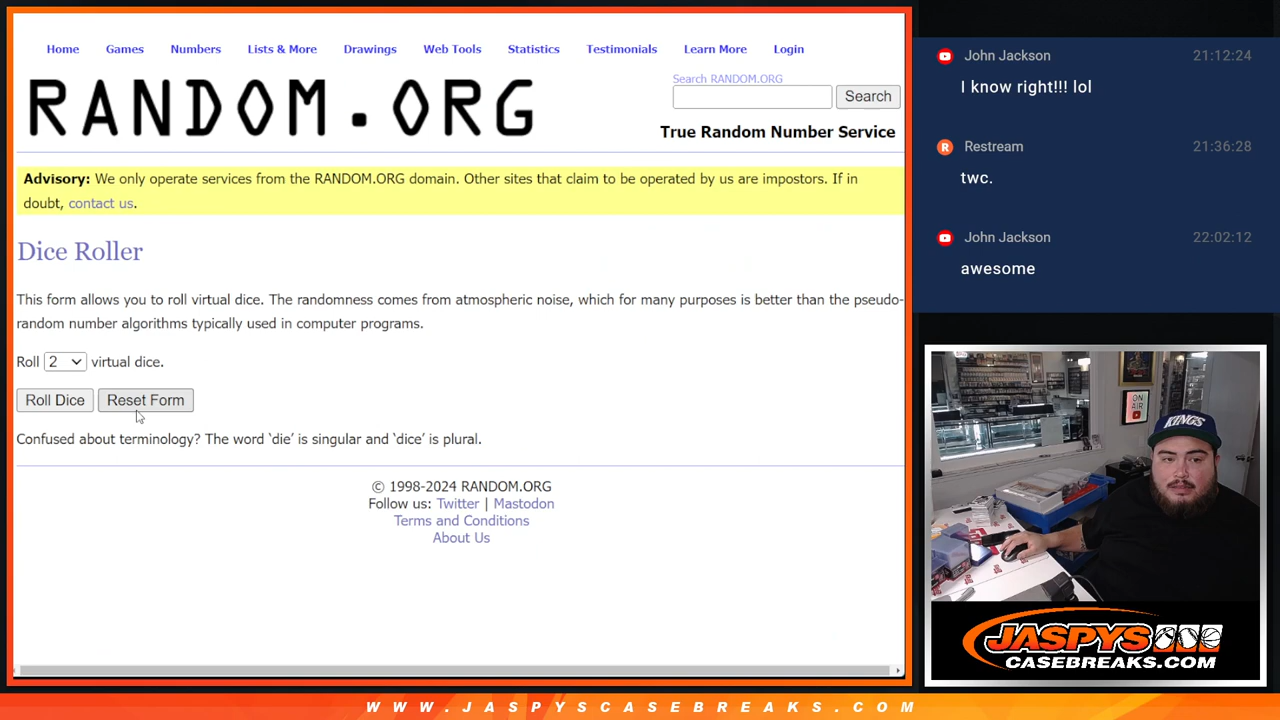 Home Games Numbers Lists & More Drawings Web Tools Statistics Testimonials Learn More Login
RANDOM.ORG
Search RANDOM.ORG
Search
True Random Number Service
Advisory: We only operate services from the RANDOM.ORG domain. Other sites that claim to be operated by us are impostors. If in
doubt, contact us.
Dice Roller
This form allows you to roll virtual dice. The randomness comes from atmospheric noise, which for many purposes is better than the pseudo-
random number algorithms typically used in computer programs.
Roll 2 virtual dice.
Roll Dice Reset Form
Confused about terminology? The word ‘die’ is singular and ‘dice’ is plural.
© 1998-2024 RANDOM.ORG
Follow us: Twitter | Mastodon
Terms and Conditions
About Us
John Jackson 21:12:24
I know right!!! lol
R Restream 21:36:28
twc.
John Jackson 22:02:12
awesome
ON
AIR
KINGS
JASPYS
CASEBREAKS.COM
WWW.JASPYSCASEBREAKS.COM